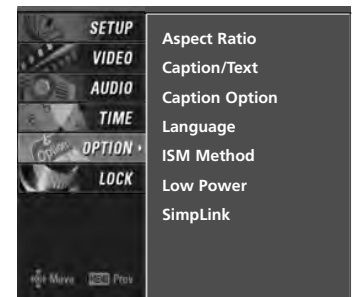 SETUP
VIDEO
AUDIO
TIME
OPTION
LOCK
Move
Prev
Aspect Ratio
Caption/Text
Caption Option
Language
ISM Method
Low Power
SimpLink